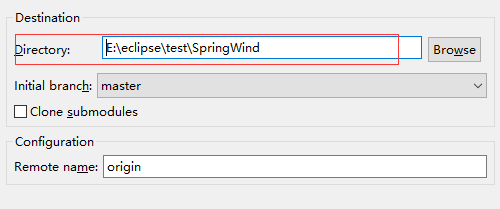 Destination
Directory: E:\eclipse\test\SpringWind Browse
Initial branch: master
Clone submodules
Configuration
Remote name: origin